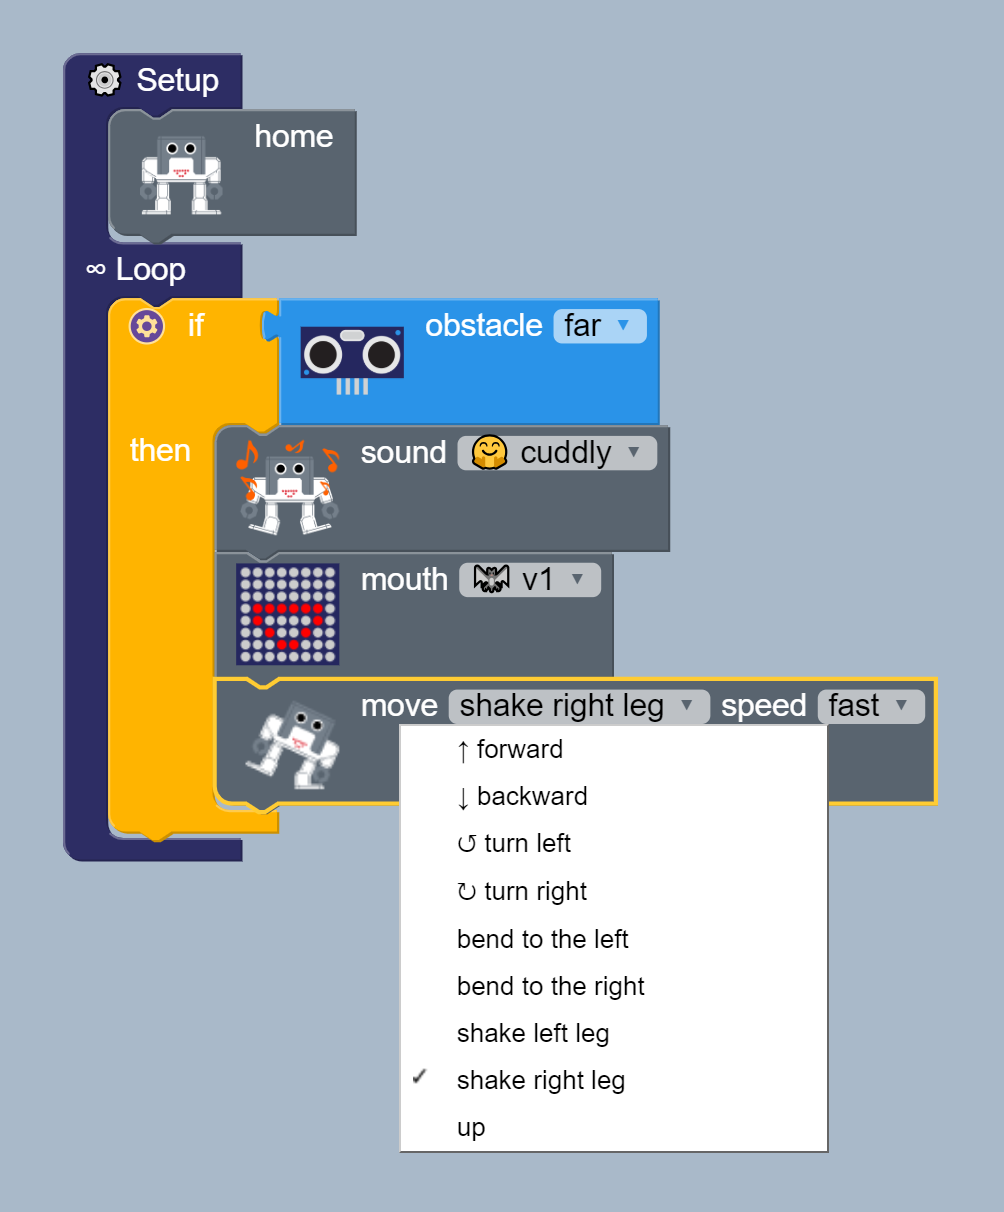 Setup
home
∞ Loop
if obstacle far ▼
then sound cuddly ▼
mouth v1 ▼
move shake right leg ▼ speed fast ▼
↑ forward
↓ backward
↺ turn left
↻ turn right
bend to the left
bend to the right
shake left leg
✓ shake right leg
up